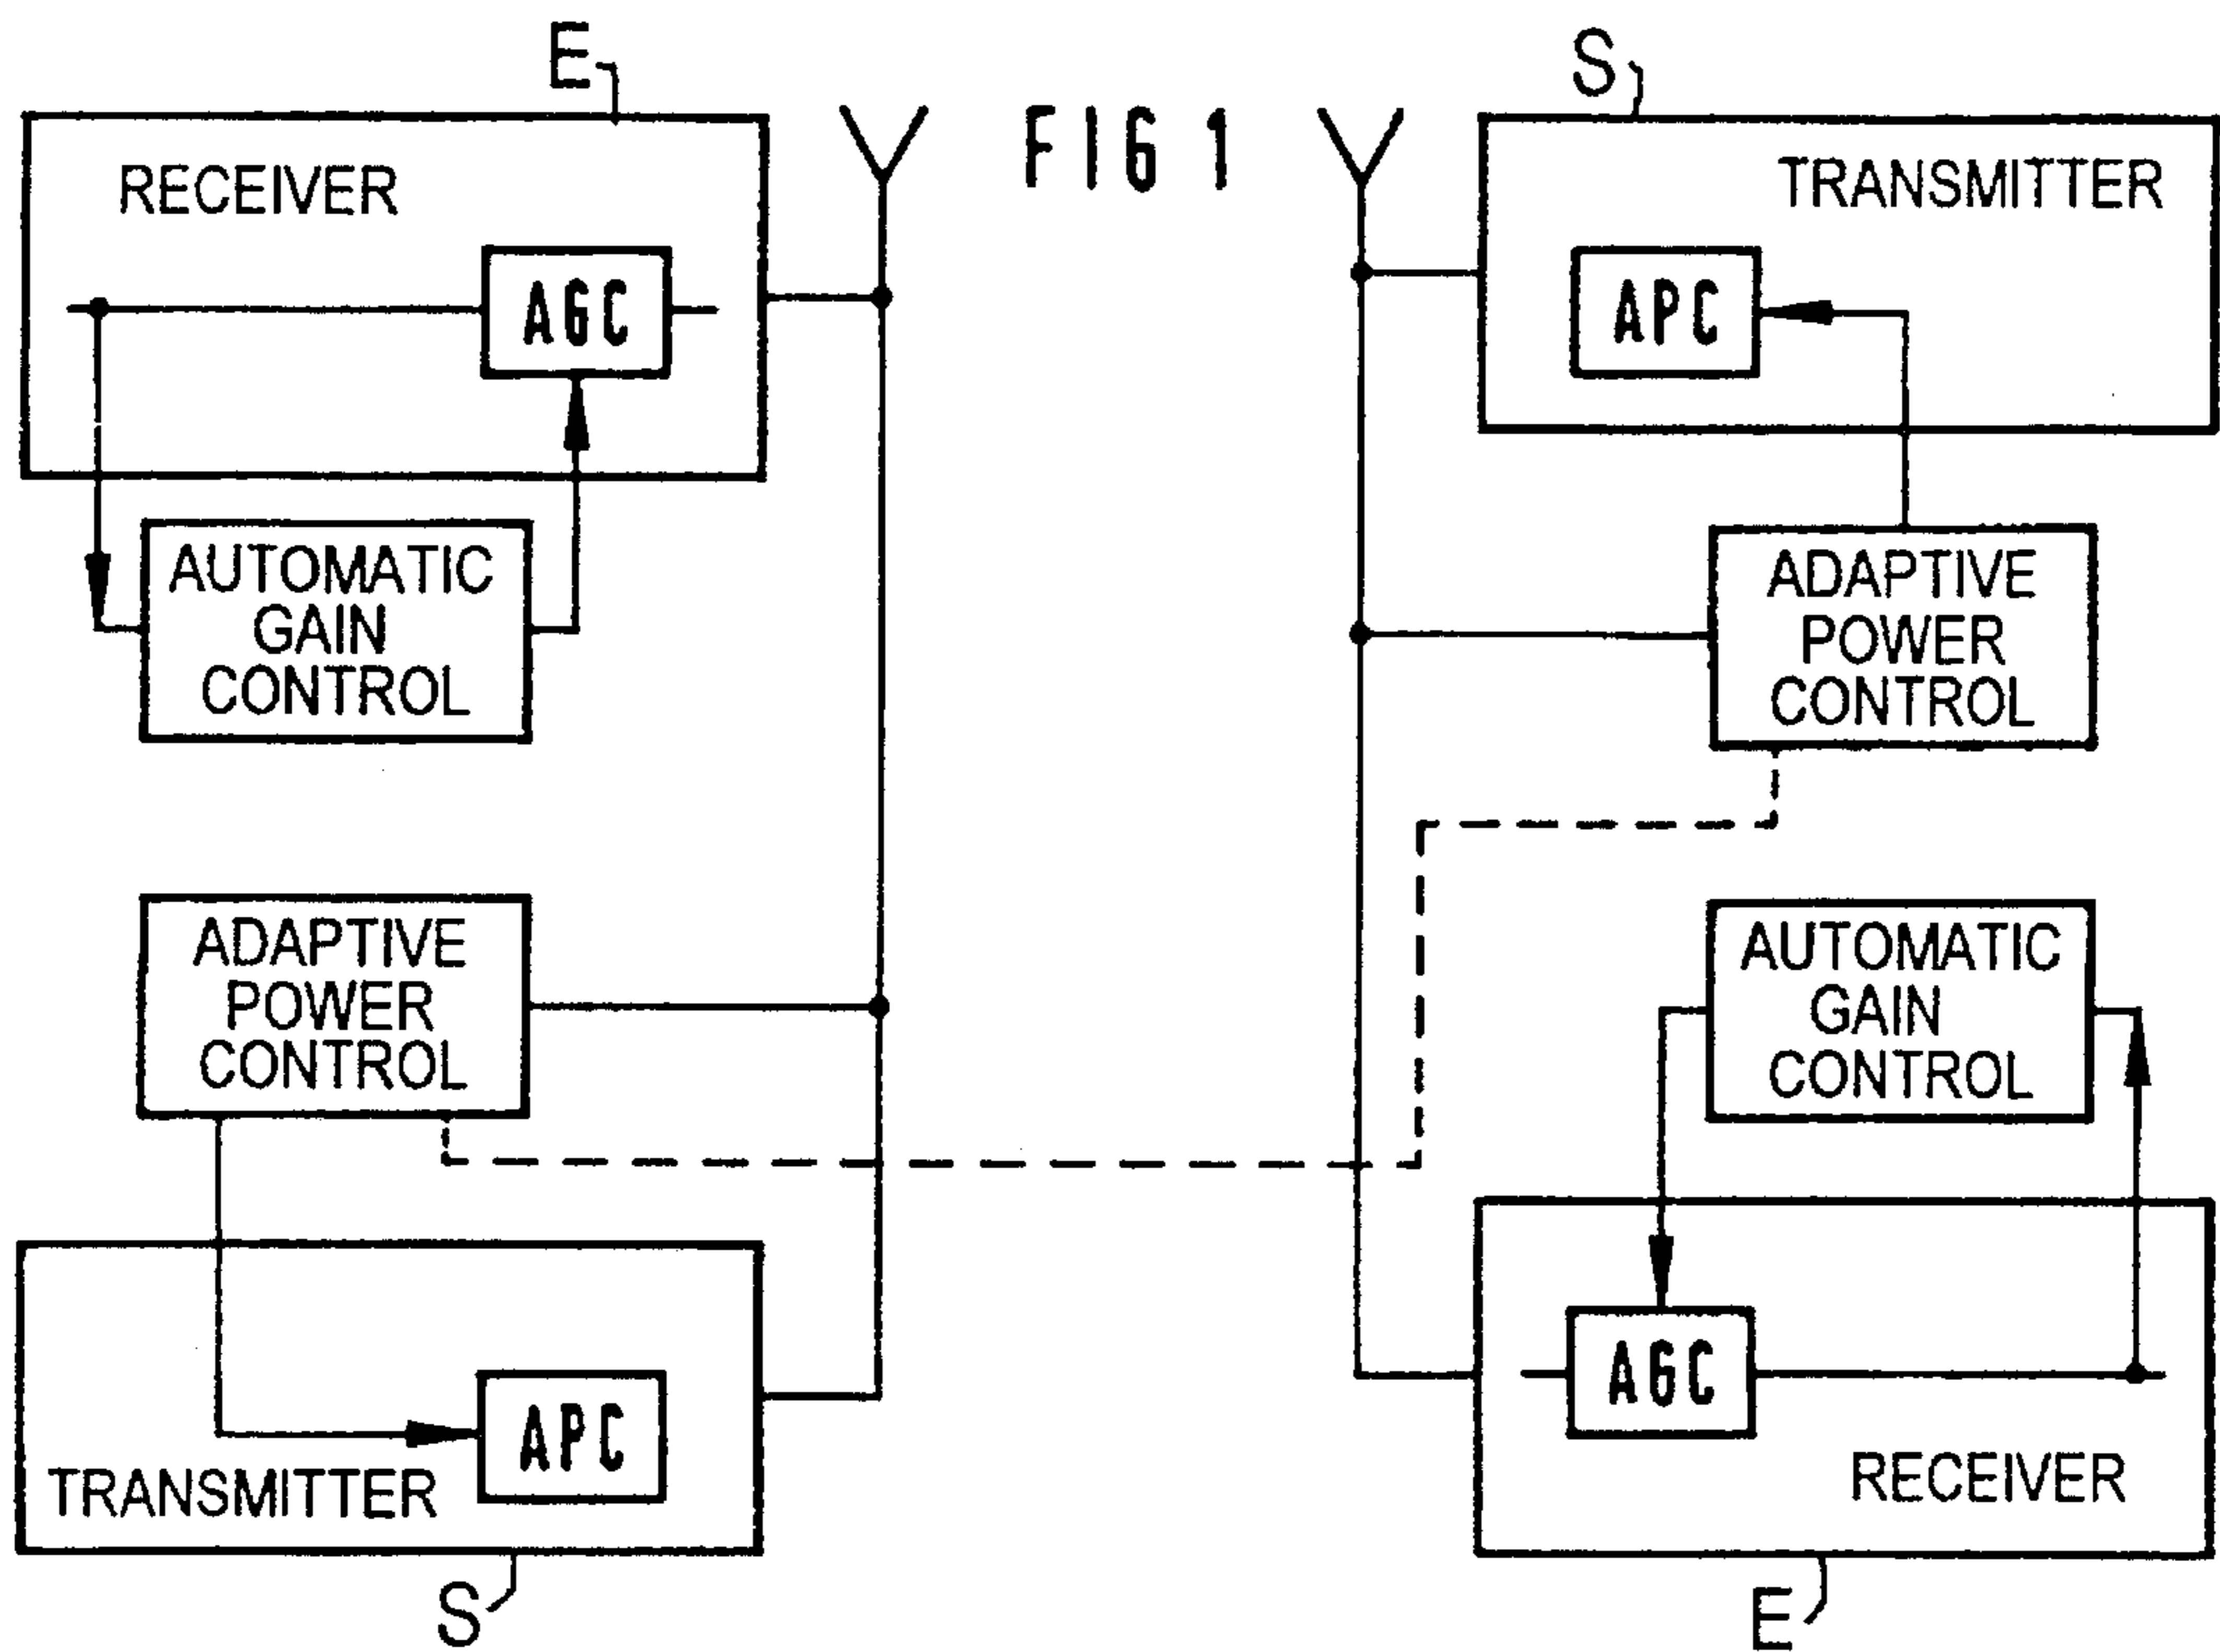 E
FIG 1
S
RECEIVER
TRANSMITTER
AGC
APC
AUTOMATIC
GAIN
CONTROL
ADAPTIVE
POWER
CONTROL
ADAPTIVE
POWER
CONTROL
AUTOMATIC
GAIN
CONTROL
APC
TRANSMITTER
AGC
RECEIVER
S
E